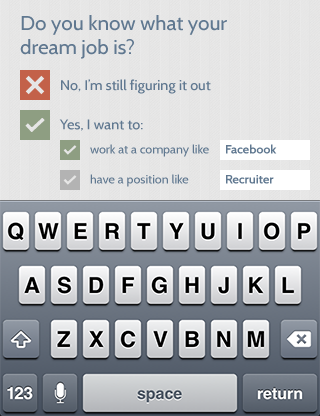 Do you know what your
dream job is?
No, I'm still figuring it out
Yes, I want to:
work at a company like Facebook
have a position like Recruiter
Q W E R T Y U I O P
A S D F G H J K L
Z X C V B N M
123 space return